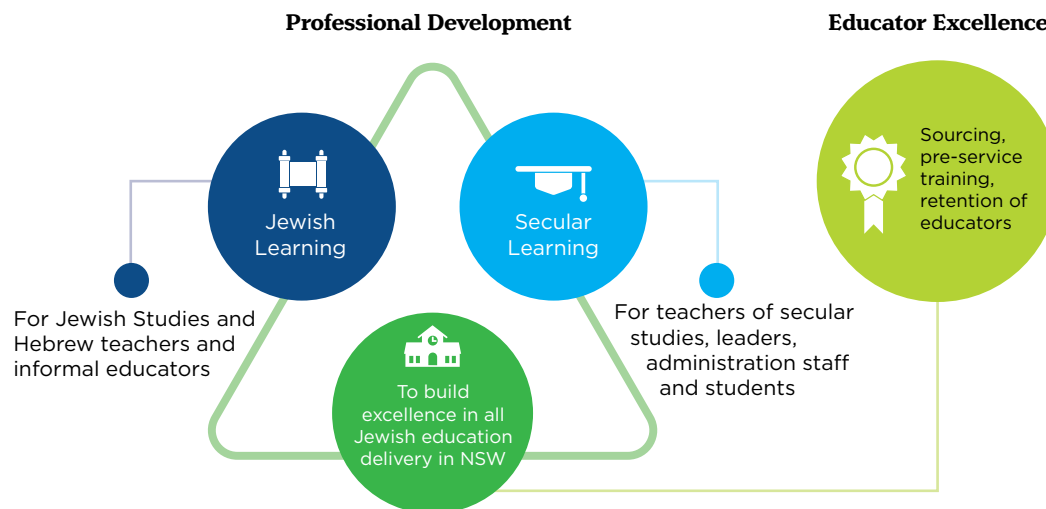 Professional Development
Educator Excellence
Jewish
Learning
Secular
Learning
Sourcing,
pre-service
training,
retention of
educators
For Jewish Studies and
Hebrew teachers and
informal educators
For teachers of secular
studies, leaders,
administration staff
and students
To build
excellence in all
Jewish education
delivery in NSW